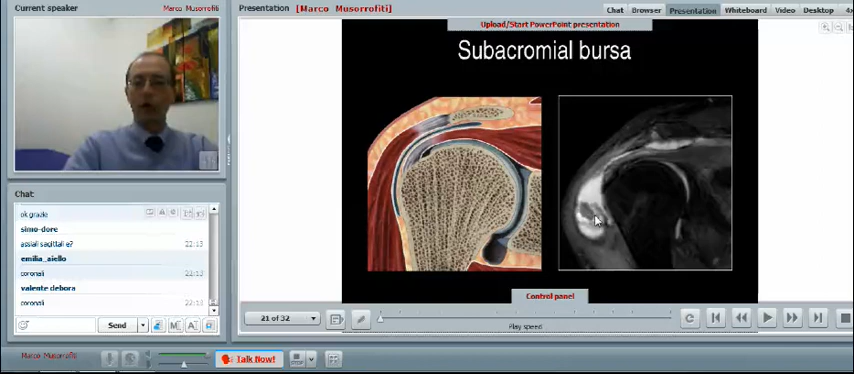 Current speaker
Marco Musorrofiti
Presentation [Marco Musorrofiti]
Chat Browser Presentation Whiteboard Video Desktop 4x
Upload/Start PowerPoint presentation
Subacromial bursa
Chat
ok grazie
simo-dore
assiali sagittali e? 22:13
emilia_aiello
coronali 22:13
valente debora
coronali
Send
Control panel
21 of 32
Play speed
Marco Musorrofiti
Talk Now!